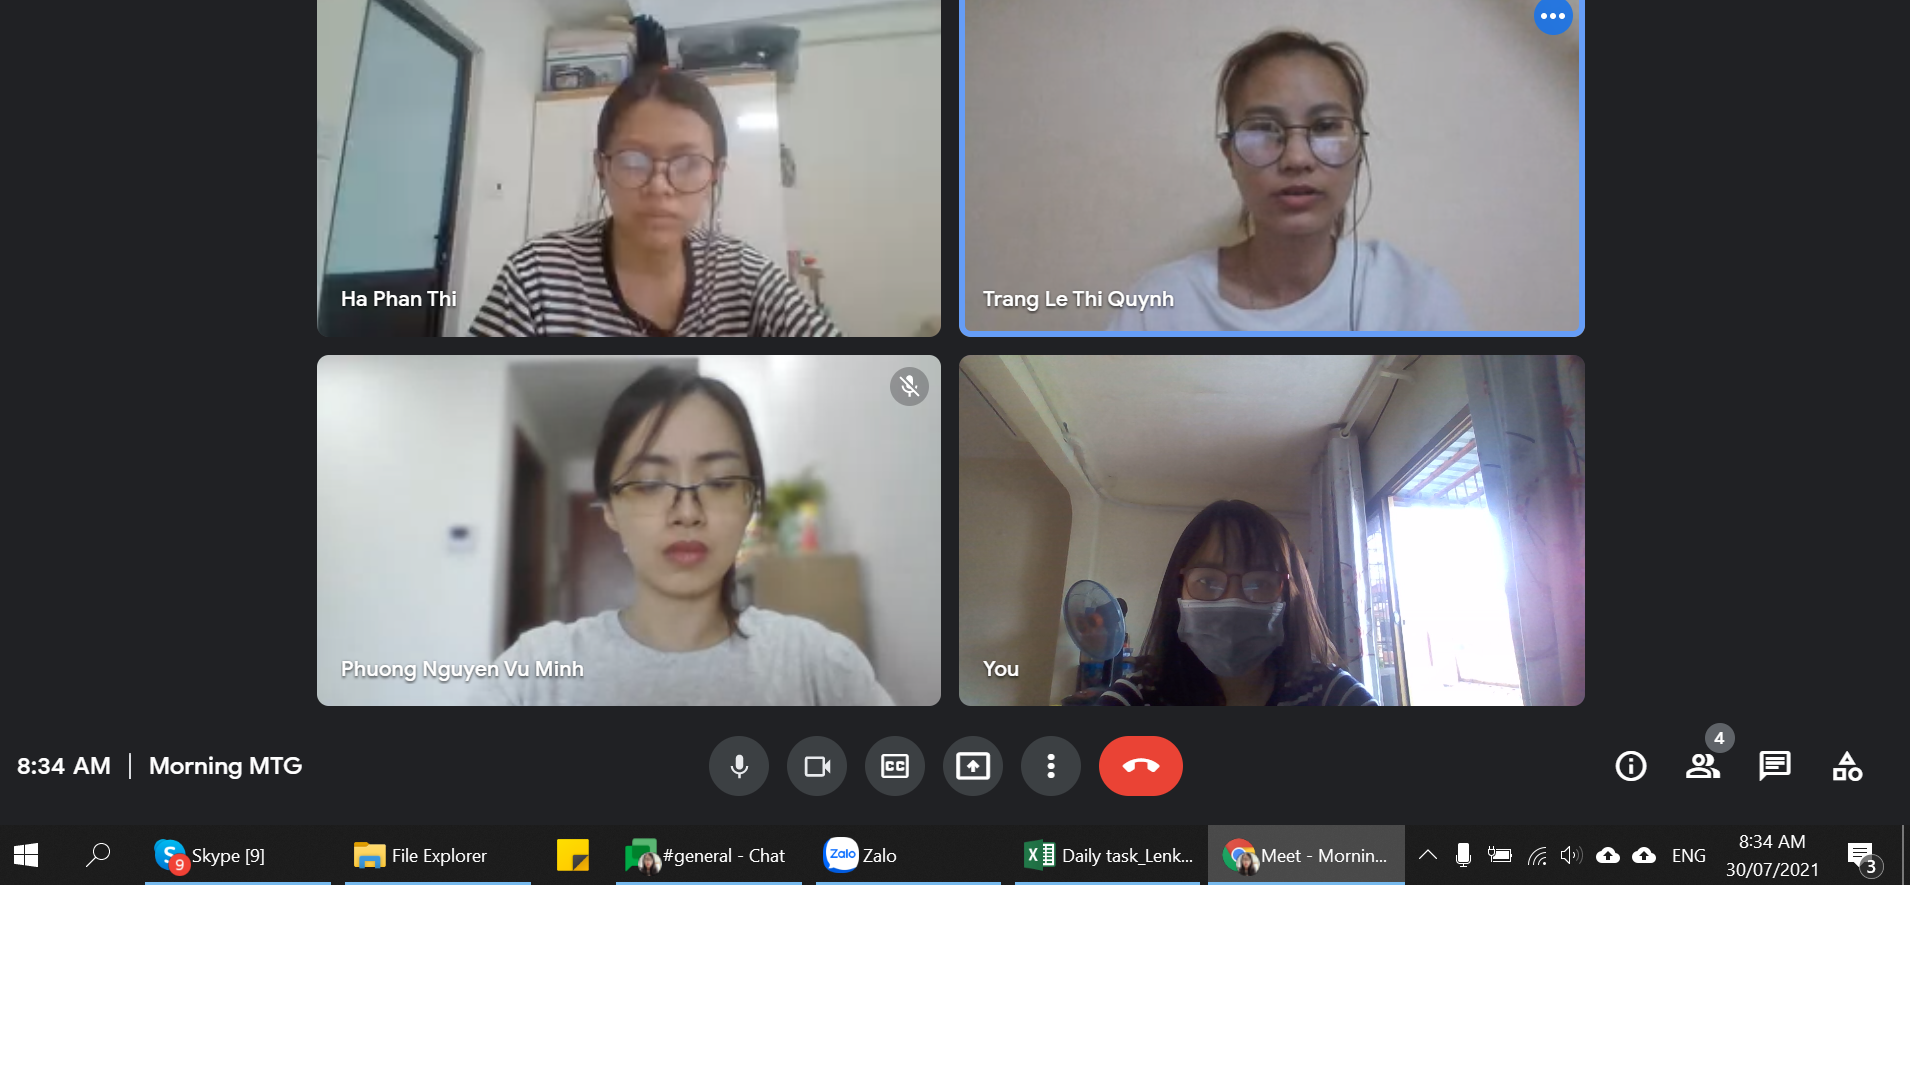 Ha Phan Thi
Trang Le Thi Quynh
Phuong Nguyen Vu Minh
You
8:34 AM | Morning MTG
CC
4
S
9
Skype [9]
File Explorer
#general - Chat
Zalo
Zalo
X
Daily task_Lenk...
Meet - Mornin...
ENG
8:34 AM
30/07/2021
3